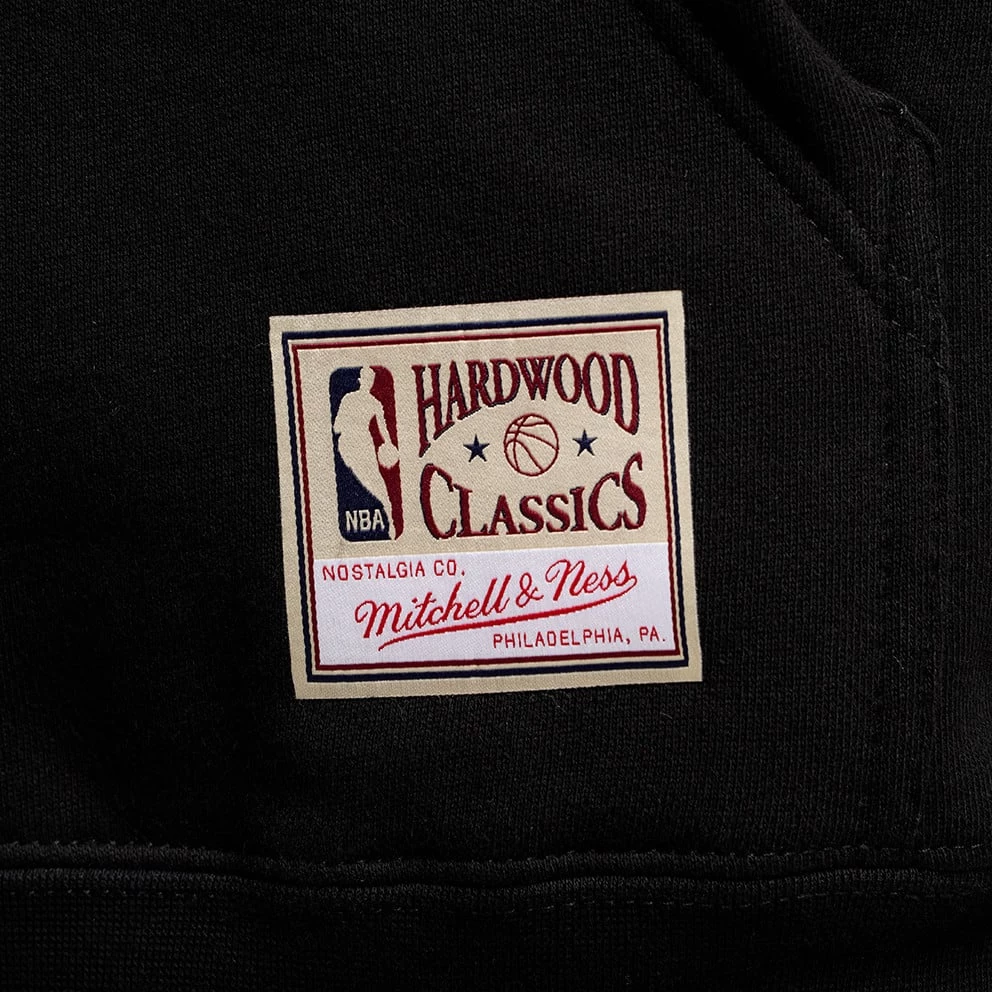 HARDWOOD
CLASSICS
NBA
NOSTALGIA CO.
Mitchell & Ness
PHILADELPHIA, PA.